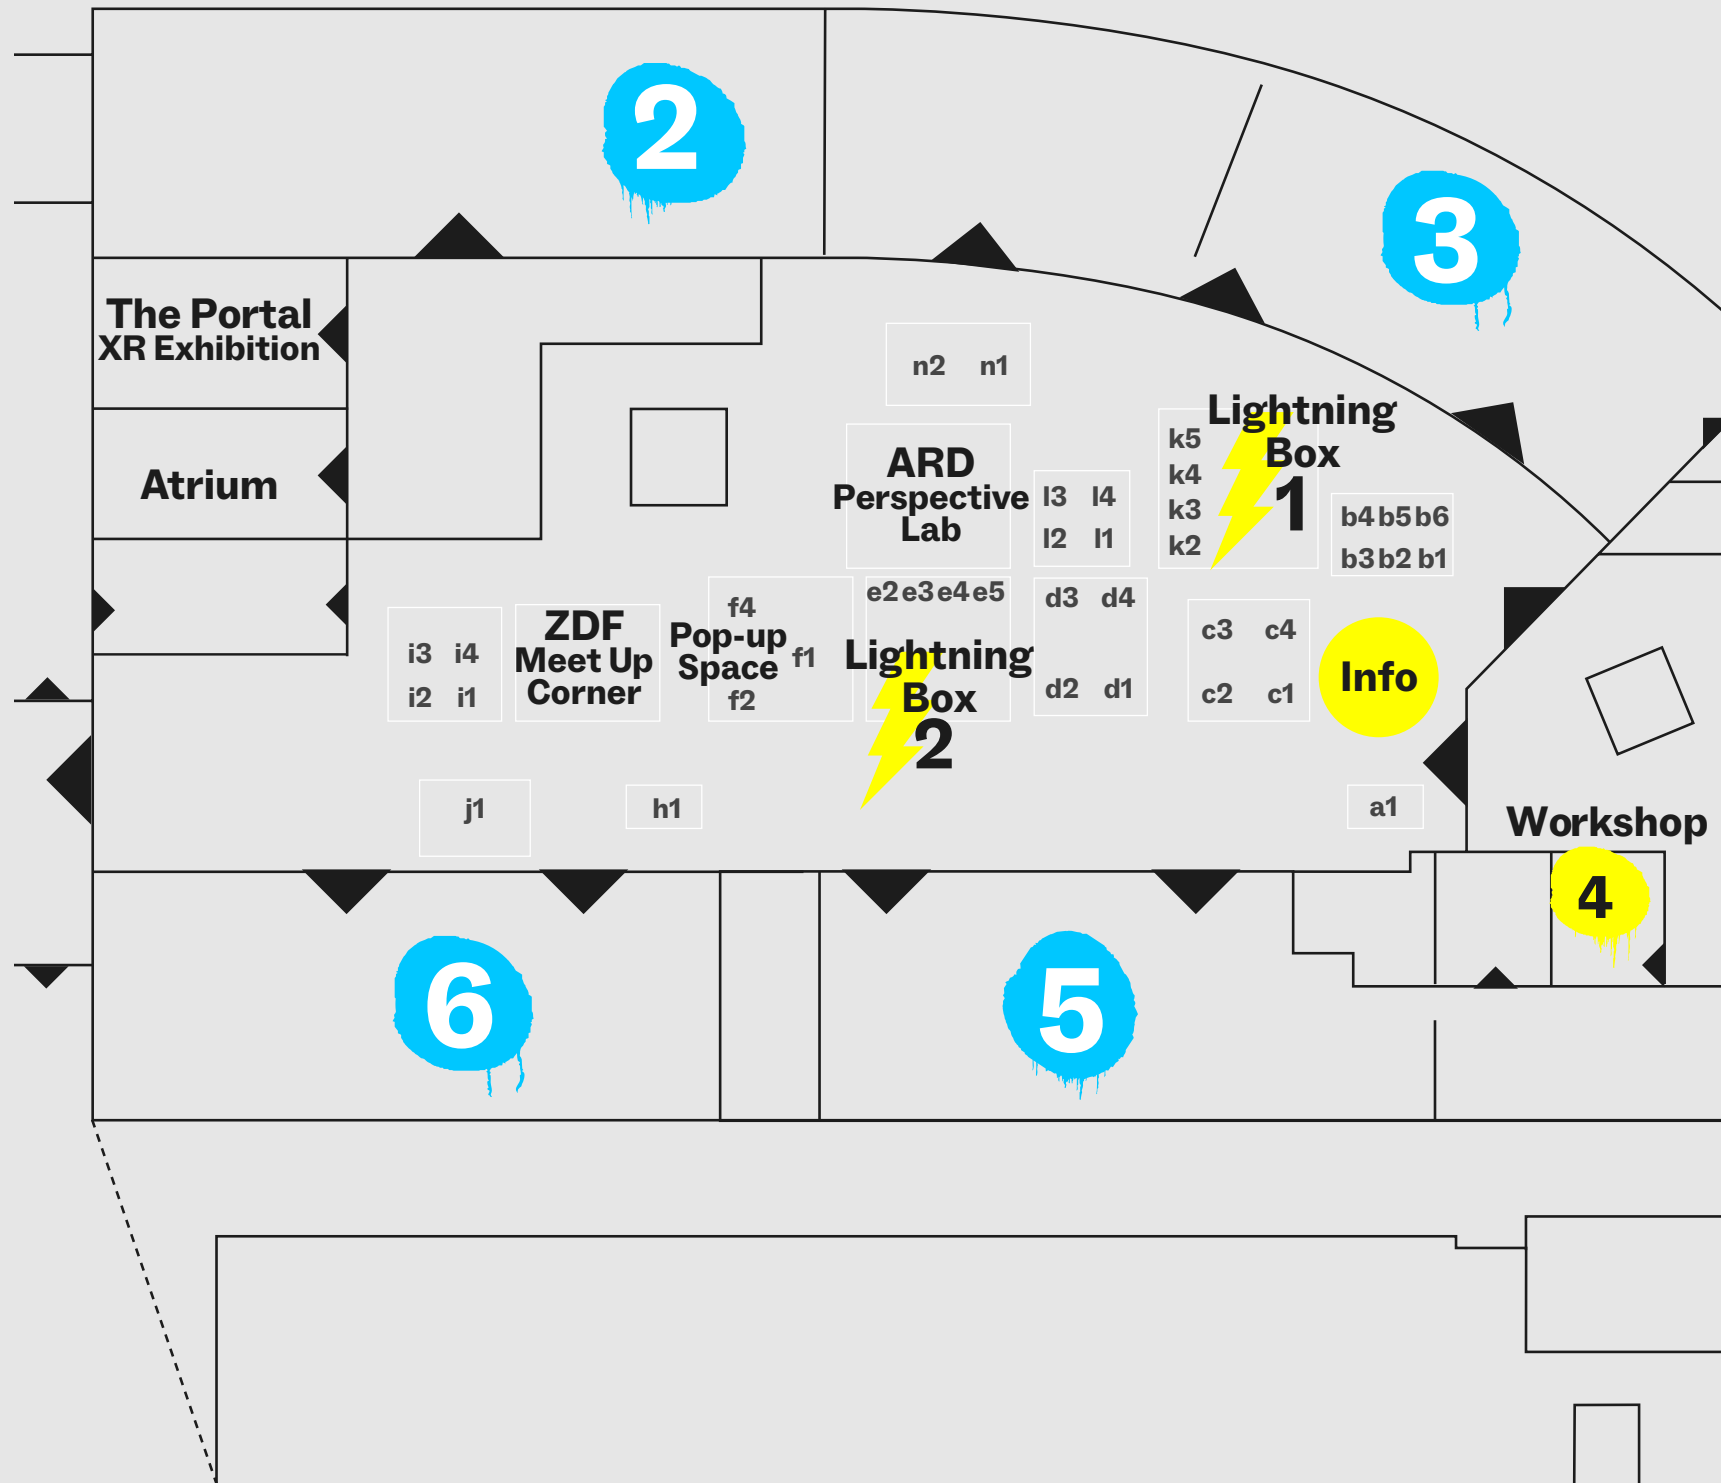 2
3
The Portal
XR Exhibition
Atrium
n2 n1
ARD
Perspective
Lab
l3 l4
l2 l1
k5
k4
k3
k2
Lightning
Box
1
b4 b5 b6
b3 b2 b1
i3 i4
i2 i1
ZDF
Meet Up
Corner
f4
Pop-up
Space
f1
f2
e2 e3 e4 e5
Lightning
Box
2
d3 d4
d2 d1
c3 c4
c2 c1
Info
j1
h1
a1
Workshop
4
6
5